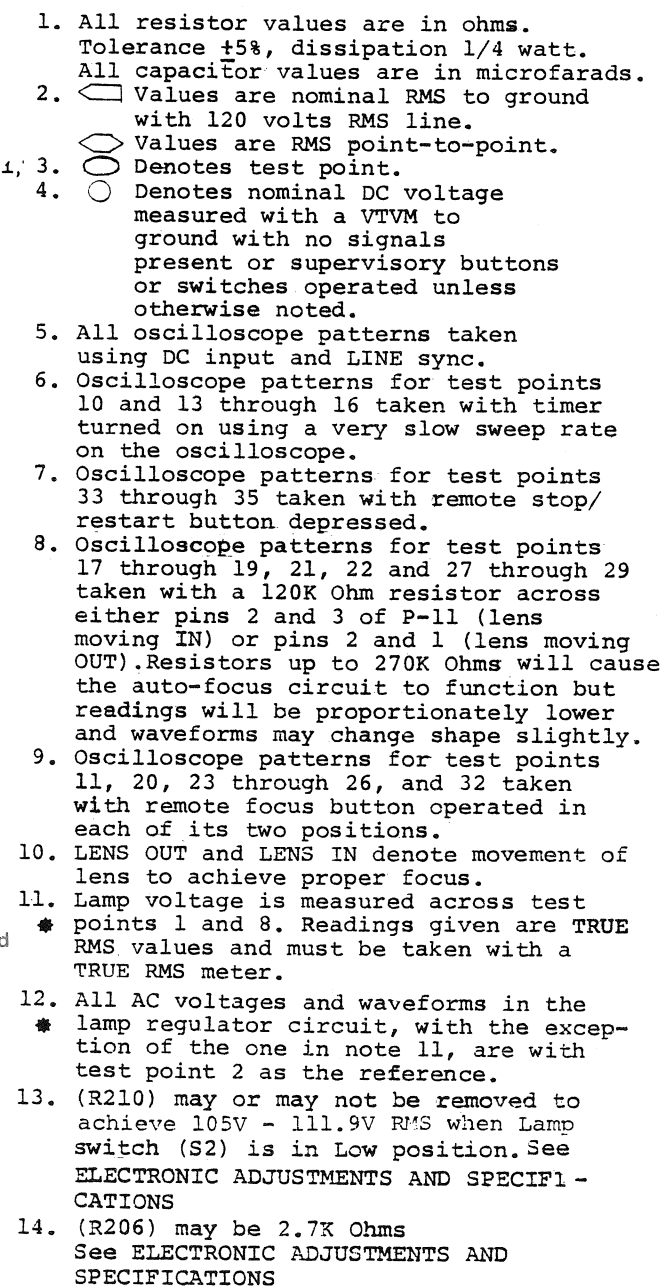 1. All resistor values are in ohms.
Tolerance ±5%, dissipation 1/4 watt.
All capacitor values are in microfarads.
2. Values are nominal RMS to ground
with 120 volts RMS line.
Values are RMS point-to-point.
3. Denotes test point.
4. Denotes nominal DC voltage
measured with a VTVM to
ground with no signals
present or supervisory buttons
or switches operated unless
otherwise noted.
5. All oscilloscope patterns taken
using DC input and LINE sync.
6. Oscilloscope patterns for test points
10 and 13 through 16 taken with timer
turned on using a very slow sweep rate
on the oscilloscope.
7. Oscilloscope patterns for test points
33 through 35 taken with remote stop/
restart button depressed.
8. Oscilloscope patterns for test points
17 through 19, 21, 22 and 27 through 29
taken with a 120K Ohm resistor across
either pins 2 and 3 of P-11 (lens
moving IN) or pins 2 and 1 (lens moving
OUT).Resistors up to 270K Ohms will cause
the auto-focus circuit to function but
readings will be proportionately lower
and waveforms may change shape slightly.
9. Oscilloscope patterns for test points
11, 20, 23 through 26, and 32 taken
with remote focus button operated in
each of its two positions.
10. LENS OUT and LENS IN denote movement of
lens to achieve proper focus.
11. Lamp voltage is measured across test
* points 1 and 8. Readings given are TRUE
d RMS values and must be taken with a
TRUE RMS meter.
12. All AC voltages and waveforms in the
* lamp regulator circuit, with the excep-
tion of the one in note 11, are with
test point 2 as the reference.
13. (R210) may or may not be removed to
achieve 105V - 111.9V RMS when Lamp
switch (S2) is in Low position. See
ELECTRONIC ADJUSTMENTS AND SPECIFI-
CATIONS
14. (R206) may be 2.7K Ohms
See ELECTRONIC ADJUSTMENTS AND
SPECIFICATIONS